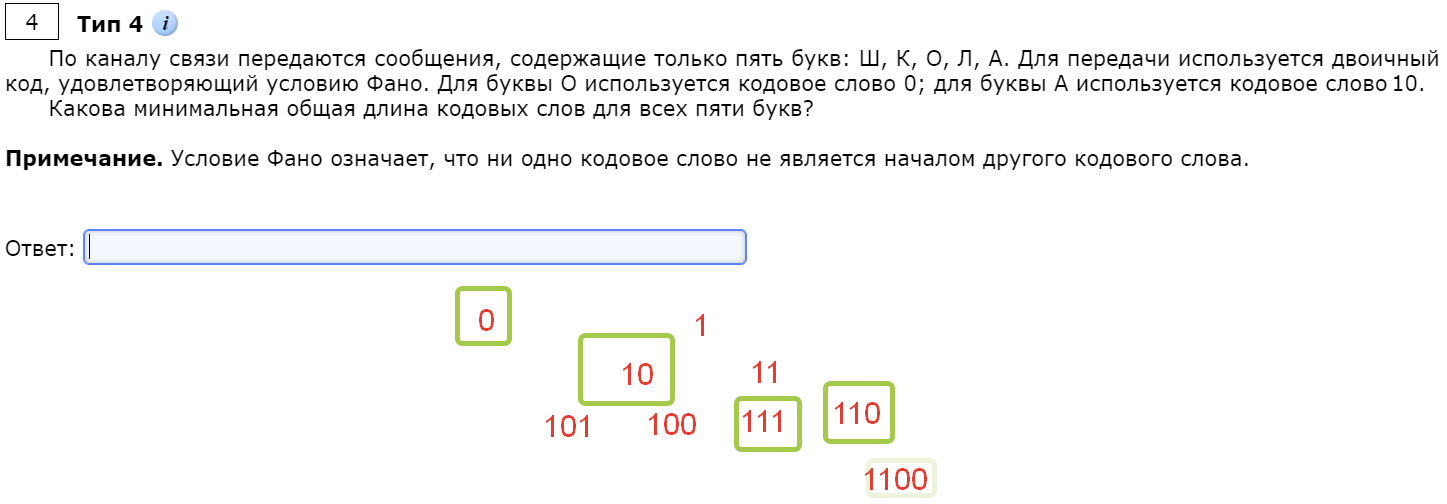 4 Тип 4 i
По каналу связи передаются сообщения, содержащие только пять букв: Ш, К, О, Л, А. Для передачи используется двоичный
код, удовлетворяющий условию Фано. Для буквы О используется кодовое слово 0; для буквы А используется кодовое слово 10.
Какова минимальная общая длина кодовых слов для всех пяти букв?
Примечание. Условие Фано означает, что ни одно кодовое слово не является началом другого кодового слова.
Ответ:
0 1
10 11
101 100 111 110
1100